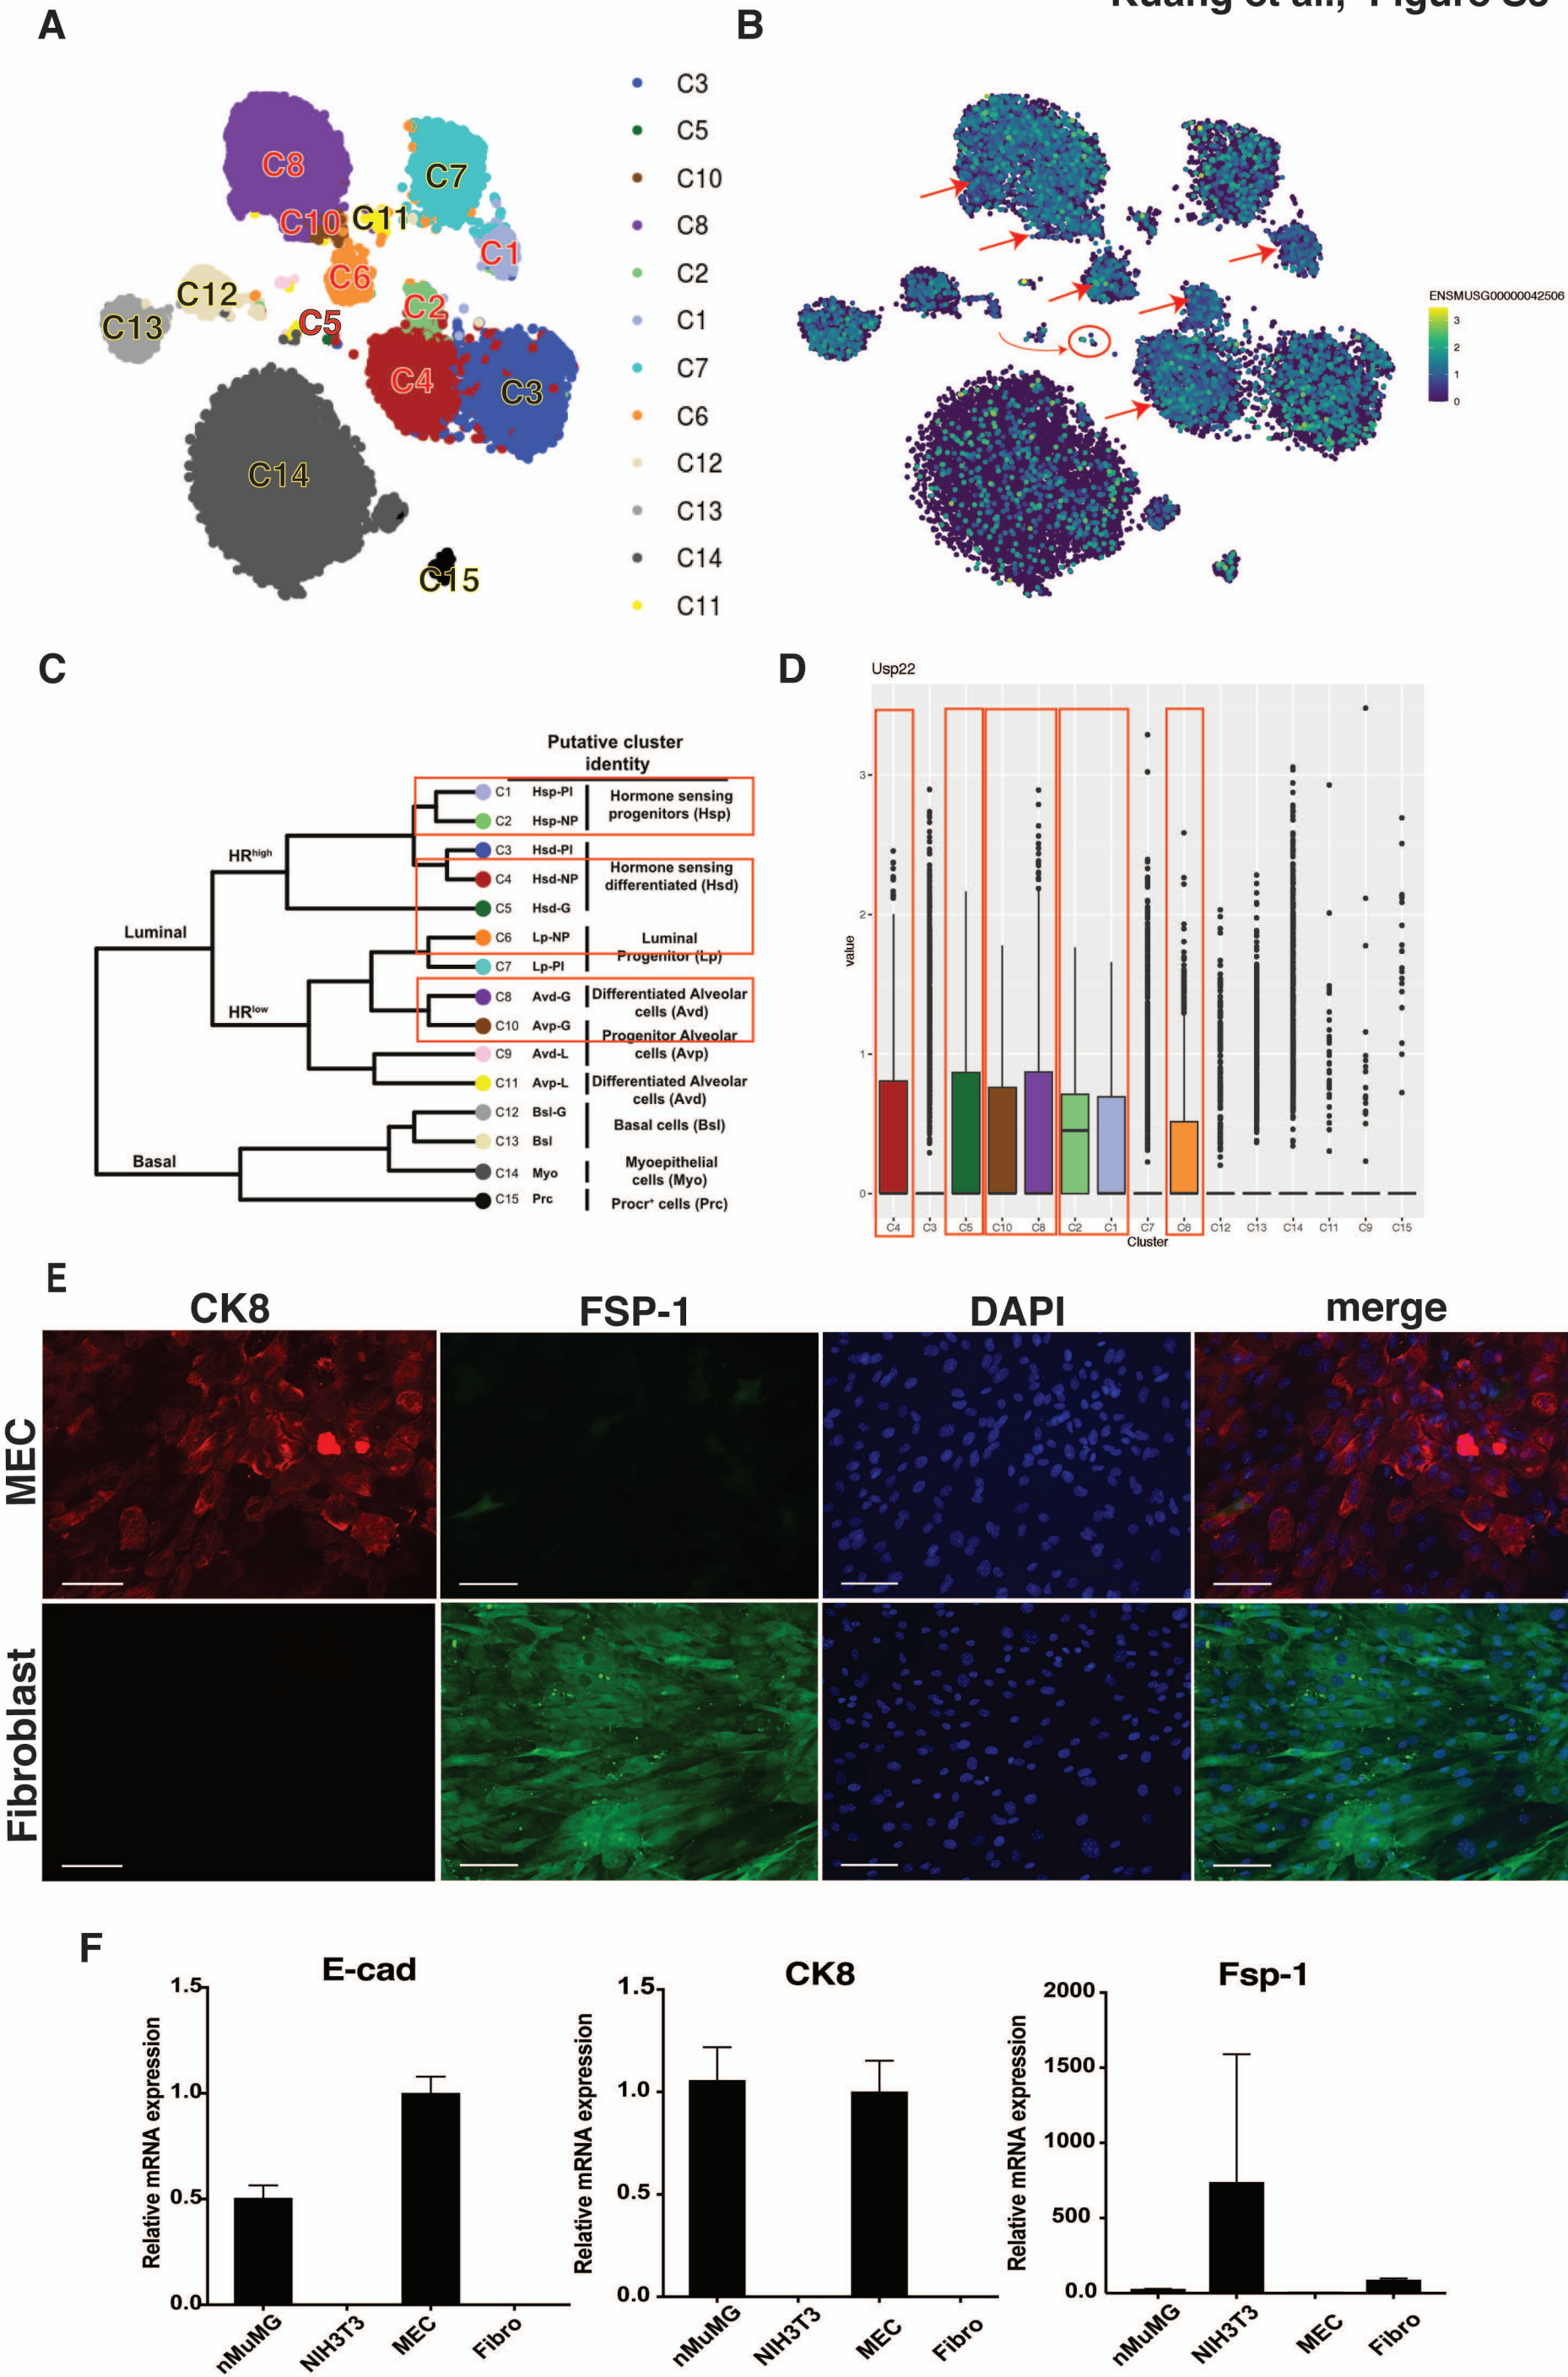 Kuang et al., Figure S3
A
B
C8
C7
C10
C11
C1
C6
C12
C2
C13
C5
C4
C3
C14
C15
C3
C5
C10
C8
C2
C1
C7
C6
C12
C13
C14
C11
ENSMUSG00000042506
3
2
1
0
C
D
Putative cluster
identity
C1 Hsp-PI
C2 Hsp-NP
Hormone sensing
progenitors (Hsp)
C3 Hsd-PI
C4 Hsd-NP
C5 Hsd-G
Hormone sensing
differentiated (Hsd)
C6 Lp-NP
C7 Lp-PI
Luminal
Progenitor (Lp)
C8 Avd-G
Differentiated Alveolar
cells (Avd)
C10 Avp-G
C9 Avd-L
Progenitor Alveolar
cells (Avp)
C11 Avp-L
Differentiated Alveolar
cells (Avd)
C12 Bsl-G
C13 Bsl
Basal cells (Bsl)
C14 Myo
Myoepithelial
cells (Myo)
C15 Prc
Procr+ cells (Prc)
HRhigh
Luminal
HRlow
Basal
Usp22
value
3
2
1
0
C4 C3 C5 C10 C8 C2 C1 C7 C6 C12 C13 C14 C11 C9 C15
Cluster
E
CK8 FSP-1 DAPI merge
MEC
Fibroblast
F
E-cad
Relative mRNA expression
1.5
1.0
0.5
0.0
nMuMG NIH3T3 MEC Fibro
CK8
Relative mRNA expression
1.5
1.0
0.5
0.0
nMuMG NIH3T3 MEC Fibro
Fsp-1
Relative mRNA expression
2000
1500
1000
500
0.0
nMuMG NIH3T3 MEC Fibro